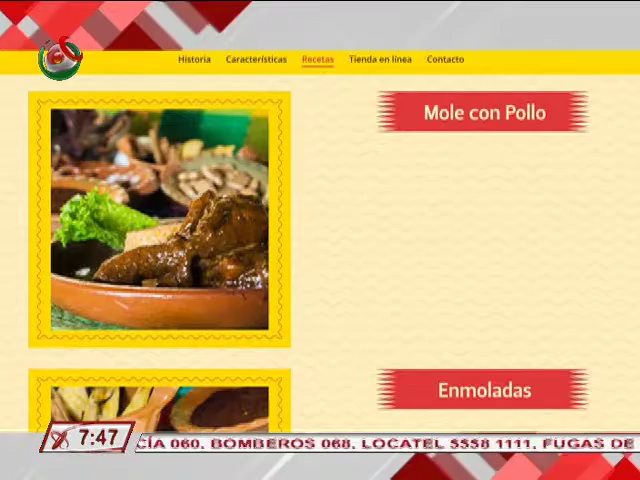 Historia Características Recetas Tienda en línea Contacto
Mole con Pollo
Enmoladas
7:47
CÍA 060. BOMBEROS 068. LOCATEL 5558 1111. FUGAS DE